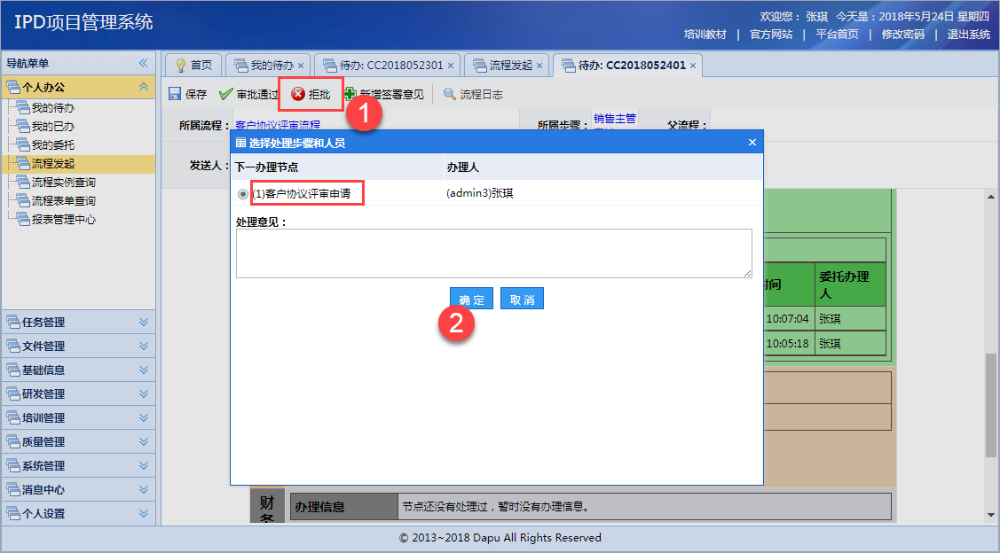 IPD项目管理系统
欢迎您： 张琪 今天是：2018年5月24日 星期四
培训教材 | 官方网站 | 平台首页 | 修改密码 | 退出系统
导航菜单
个人办公
我的待办
我的已办
我的委托
流程发起
流程实例查询
流程表单查询
报表管理中心
任务管理
文件管理
基础信息
研发管理
培训管理
质量管理
系统管理
消息中心
个人设置
首页 我的待办 × 待办: CC2018052301 × 流程发起 × 待办: CC2018052401 ×
保存 审批通过 拒批 新增签署意见 流程日志
1
所属流程： 客户协议评审流程 所属步骤： 销售主管 父流程：
发送人：
选择处理步骤和人员 ×
下一办理节点 办理人
(1)客户协议评审申请 (admin3)张琪
处理意见：
确 定 取 消
2
间 委托办理人
10:07:04 张琪
10:05:18 张琪
财务
办理信息 节点还没有处理过，暂时没有办理信息。
© 2013~2018 Dapu All Rights Reserved